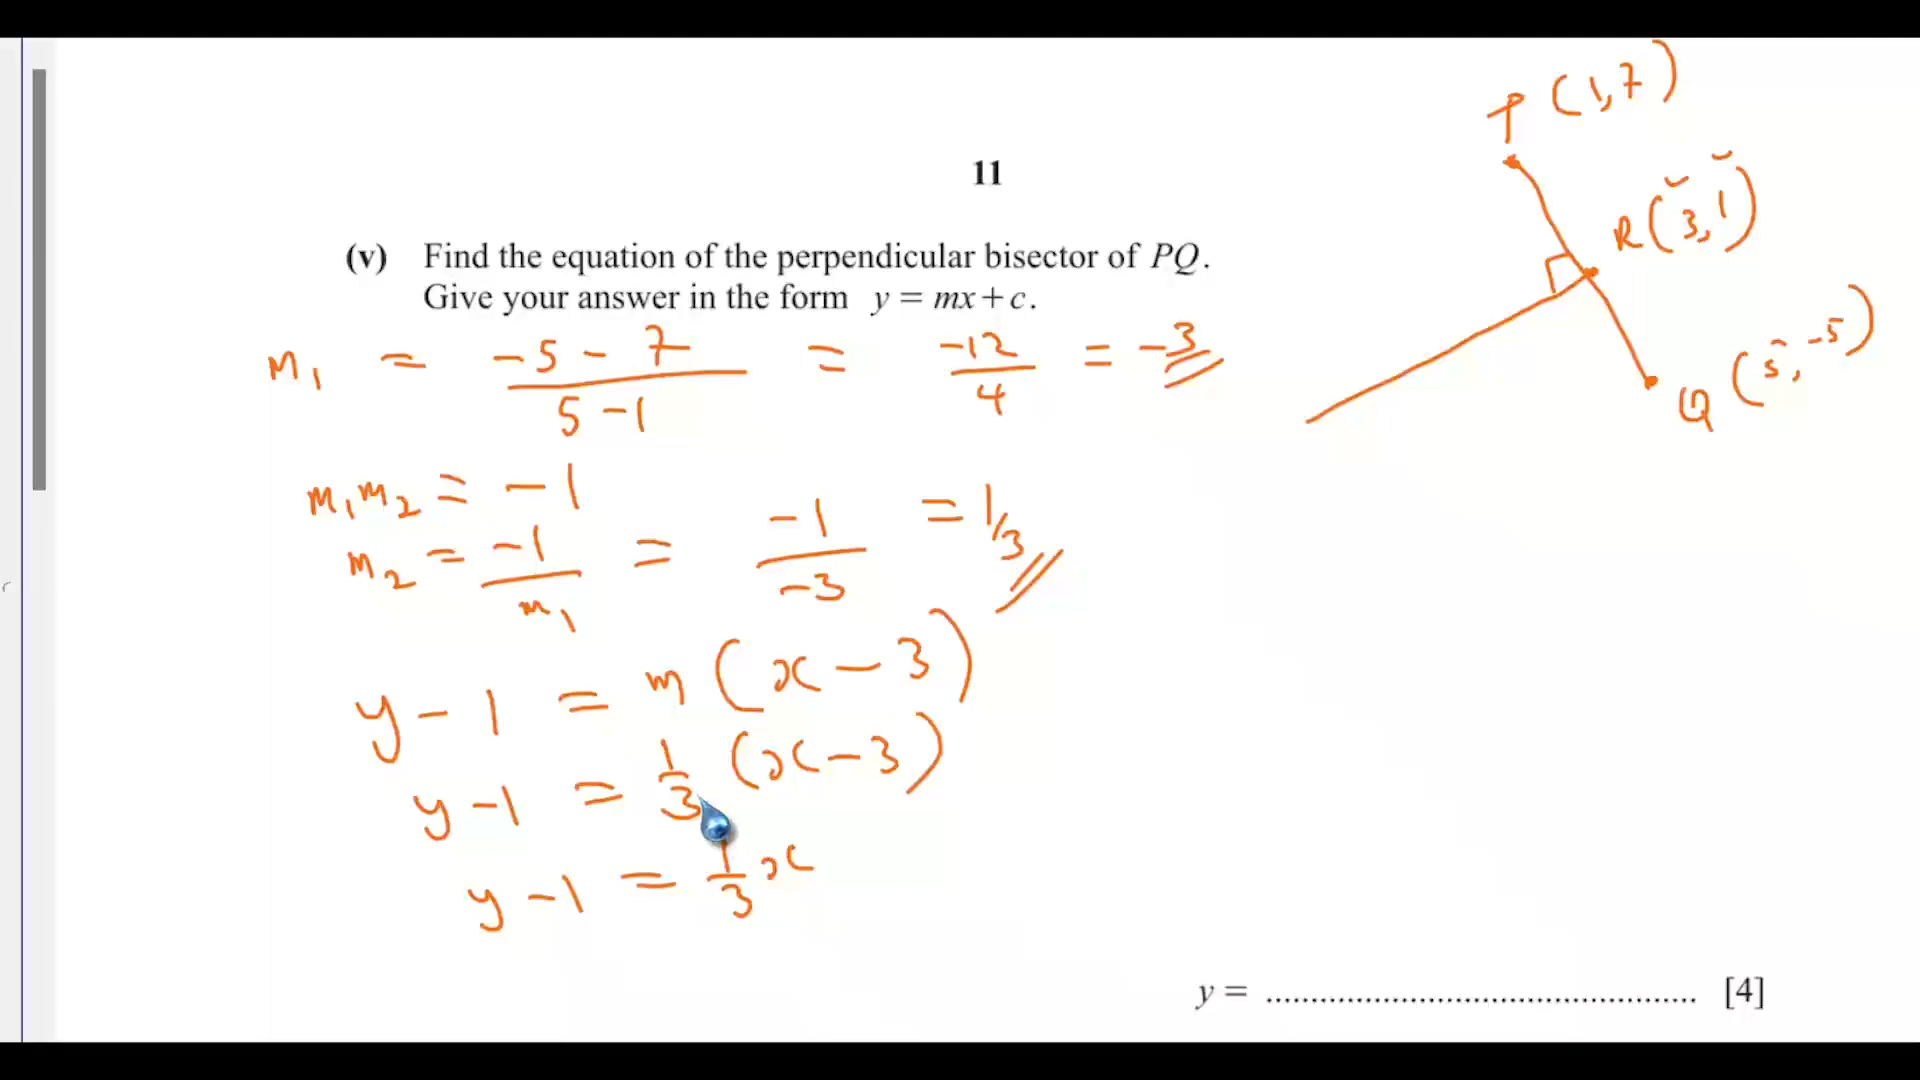 11
(v) Find the equation of the perpendicular bisector of PQ.
Give your answer in the form y = mx + c.
P (1, 7)
R (3, 1)
Q (5, -5)
m₁ = -5 - 7 / 5 - 1 = -12 / 4 = -3
m₁m₂ = -1
m₂ = -1 / m₁ = -1 / -3 = 1/3
y - 1 = m (x - 3)
y - 1 = 1/3 (x - 3)
y - 1 = 1/3 x
y = ................................................ [4]